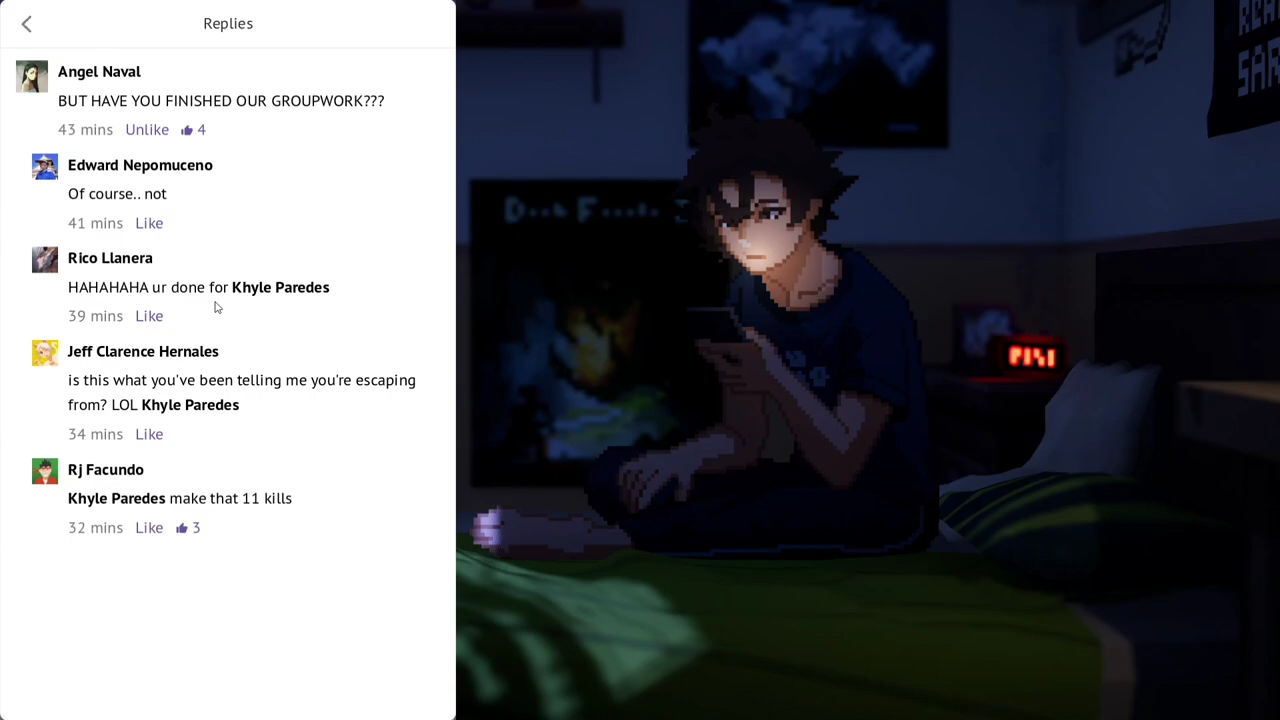 Replies
Angel Naval
BUT HAVE YOU FINISHED OUR GROUPWORK???
43 mins Unlike 4
Edward Nepomuceno
Of course.. not
41 mins Like
Rico Llanera
HAHAHAHA ur done for Khyle Paredes
39 mins Like
Jeff Clarence Hernales
is this what you've been telling me you're escaping
from? LOL Khyle Paredes
34 mins Like
Rj Facundo
Khyle Paredes make that 11 kills
32 mins Like 3